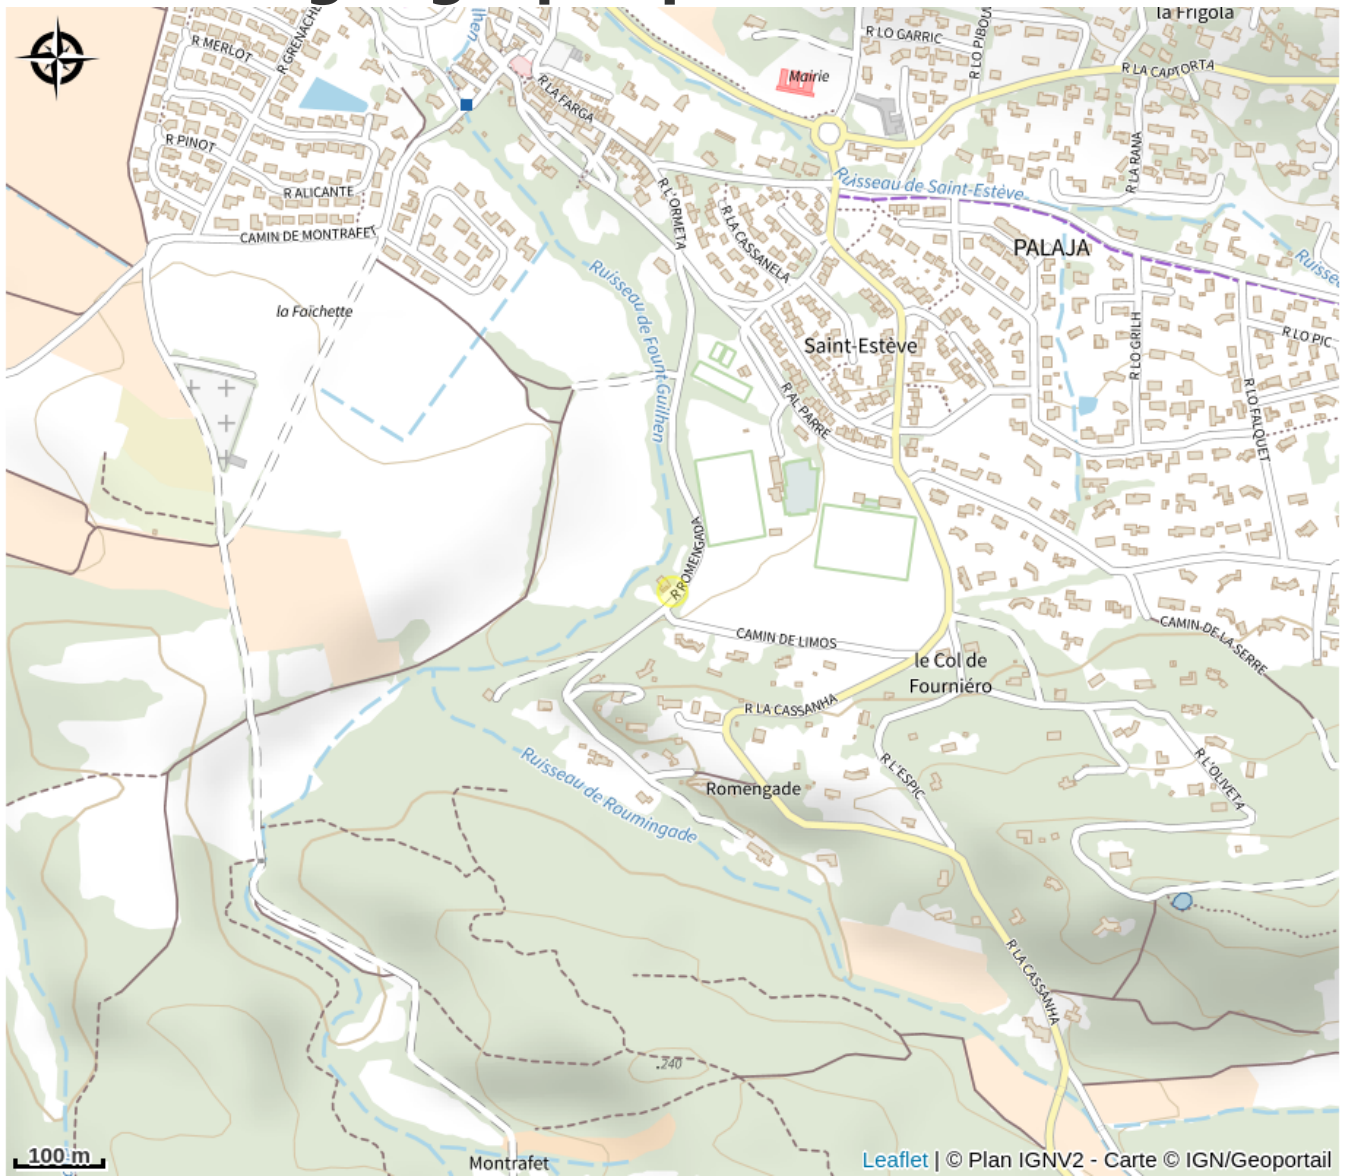 lhen
la Frigola
R GRENACHE
R MERLOT
R LO GARRIC
R LO PIBOU
R LA CAPTORTA
Mairie
R LA FARGA
R PINOT
R LA RANA
R ALICANTE
Ruisseau de Saint-Estève
R L'ORMETA
R LA CASSANELA
CAMIN DE MONTRAFET
PALAJA
Ruissea
Ruisseau de Fount Guilhen
la Faïchette
Saint-Estève
R LO GRILH
R LO PIC
R AL PARRE
R LO FALQUET
R ROMENGADA
CAMIN DE LIMOS
CAMIN DE LA SERRE
le Col de
Fourniéro
R LA CASSANHA
Ruisseau de Roumingade
Romengade
R L'ESPIC
R L'OLIVETA
R LA CASSANHA
240
100 m
Montrafet
Leaflet | © Plan IGNV2 - Carte © IGN/Geoportail